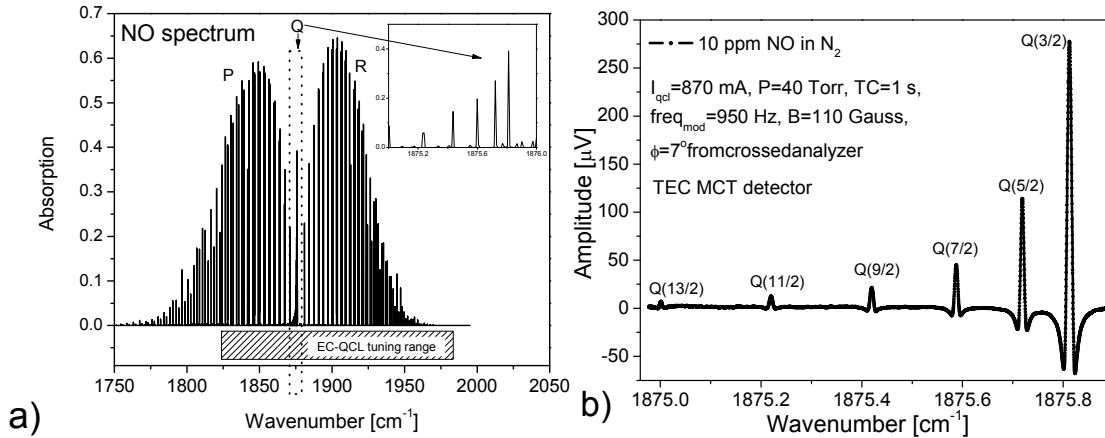 NO spectrum
P
Q
R
Absorption
0.0
0.1
0.2
0.3
0.4
0.5
0.6
0.7
0.8
0.4
0.2
0.0
1875.2 1875.6 1876.0
EC-QCL tuning range
1750 1800 1850 1900 1950 2000 2050
Wavenumber [cm-1]
a)
10 ppm NO in N2
Iqcl=870 mA, P=40 Torr, TC=1 s,
freqmod=950 Hz, B=110 Gauss,
ϕ=7ofromcrossedanalyzer
TEC MCT detector
Q(3/2)
Q(5/2)
Q(7/2)
Q(9/2)
Q(11/2)
Q(13/2)
Amplitude [μV]
300
250
200
150
100
50
0
-50
1875.0 1875.2 1875.4 1875.6 1875.8
Wavenumber [cm-1]
b)